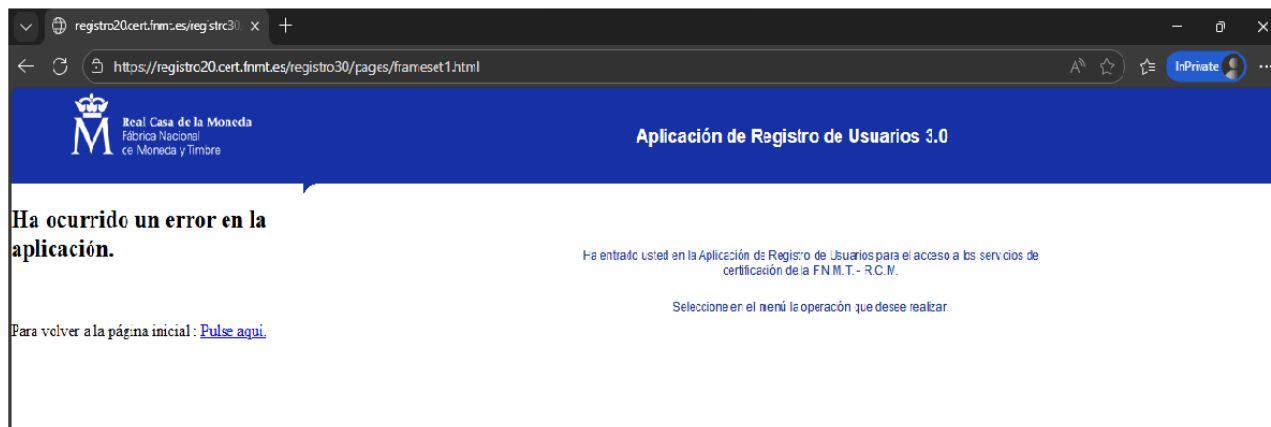 registro20.cert.fnmt.es/registro30
https://registro20.cert.fnmt.es/registro30/pages/frameset1.html
InPrivate
Real Casa de la Moneda
Fábrica Nacional
de Moneda y Timbre
Aplicación de Registro de Usuarios 3.0
Ha ocurrido un error en la
aplicación.
Ha entrado usted en la Aplicación de Registro de Usuarios para el acceso a los servicios de
certificación de la F.N.M.T. - R.C.M.
Seleccione en el menú la operación que desee realizar
Para volver a la página inicial : Pulse aquí.